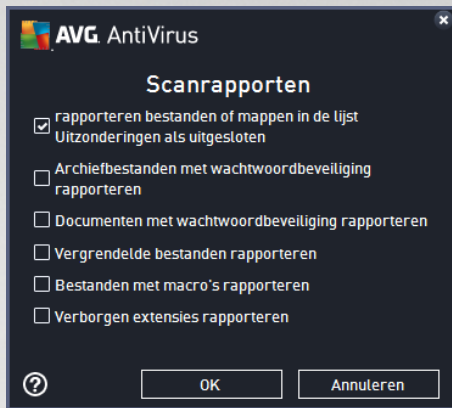 AVG AntiVirus
Scanrapporten
rapporteren bestanden of mappen in de lijst
Uitzonderingen als uitgesloten
Archiefbestanden met wachtwoordbeveiliging
rapporteren
Documenten met wachtwoordbeveiliging rapporteren
Vergrendelde bestanden rapporteren
Bestanden met macro's rapporteren
Verborgen extensies rapporteren
? OK Annuleren